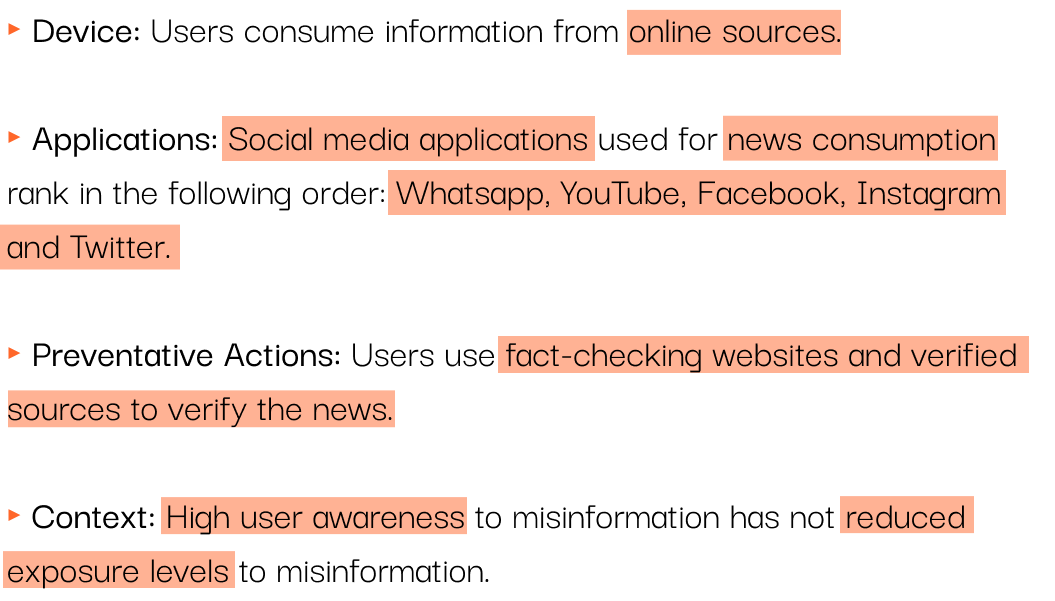 ▸ Device: Users consume information from online sources.
▸ Applications: Social media applications used for news consumption
rank in the following order: Whatsapp, YouTube, Facebook, Instagram
and Twitter.
▸ Preventative Actions: Users use fact-checking websites and verified
sources to verify the news.
▸ Context: High user awareness to misinformation has not reduced
exposure levels to misinformation.